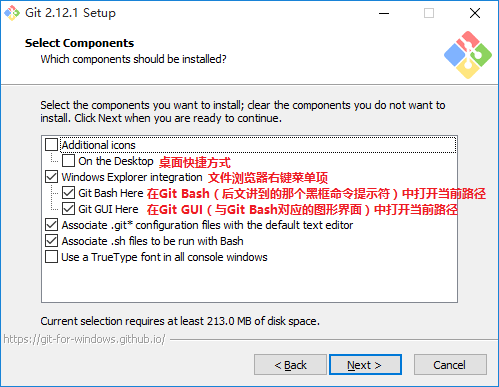 Git 2.12.1 Setup
Select Components
Which components should be installed?
Select the components you want to install; clear the components you do not want to
install. Click Next when you are ready to continue.
Additional icons
On the Desktop 桌面快捷方式
Windows Explorer integration 文件浏览器右键菜单项
Git Bash Here 在Git Bash（后文讲到的那个黑框命令提示符）中打开当前路径
Git GUI Here 在Git GUI（与Git Bash对应的图形界面）中打开当前路径
Associate .git* configuration files with the default text editor
Associate .sh files to be run with Bash
Use a TrueType font in all console windows
Current selection requires at least 213.0 MB of disk space.
https://git-for-windows.github.io/
< Back Next > Cancel